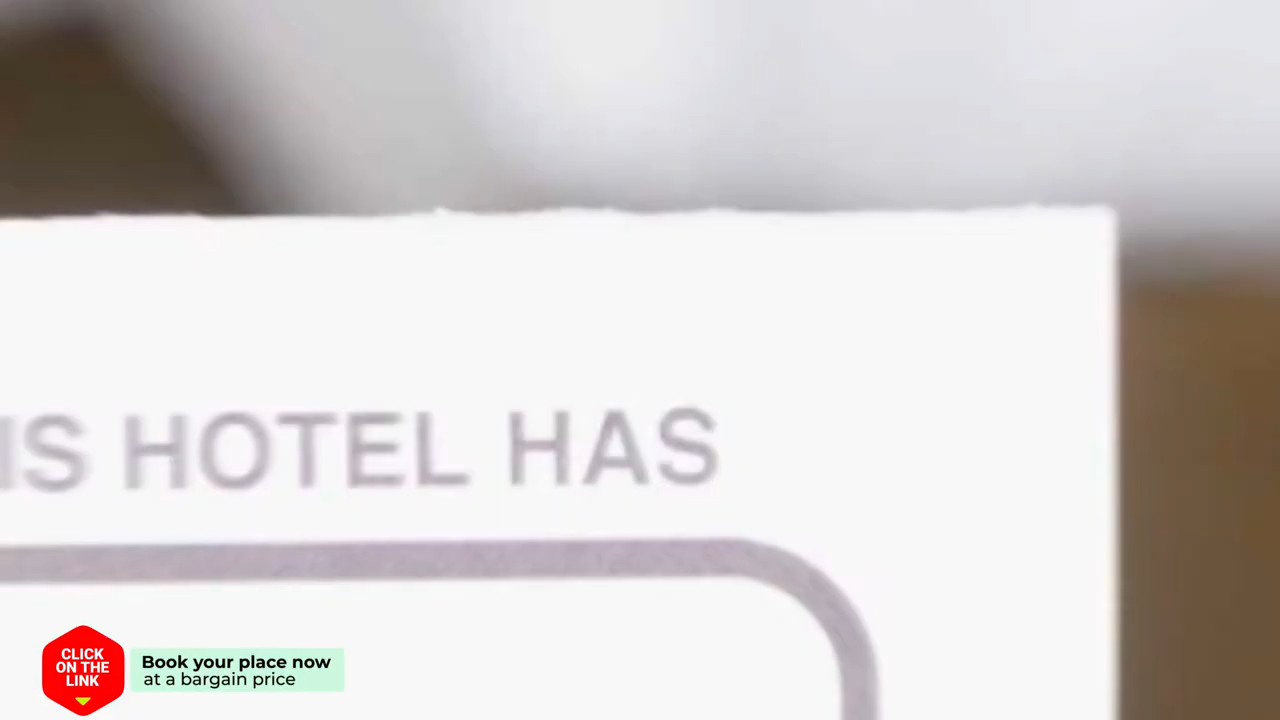 IS HOTEL HAS
CLICK
ON THE
LINK
Book your place now
at a bargain price